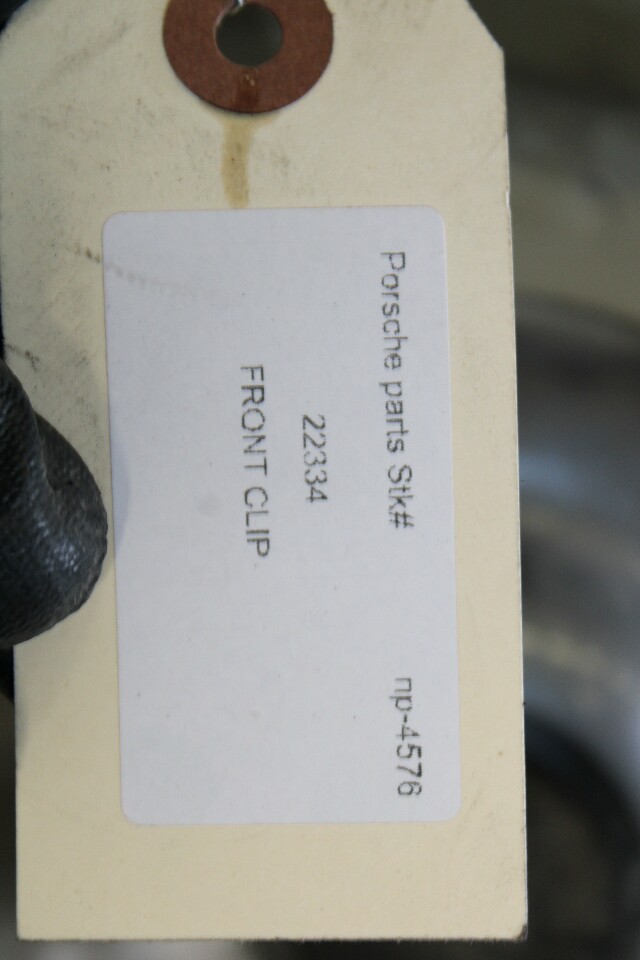 Porsche parts Stk# np-4576
22334
FRONT CLIP